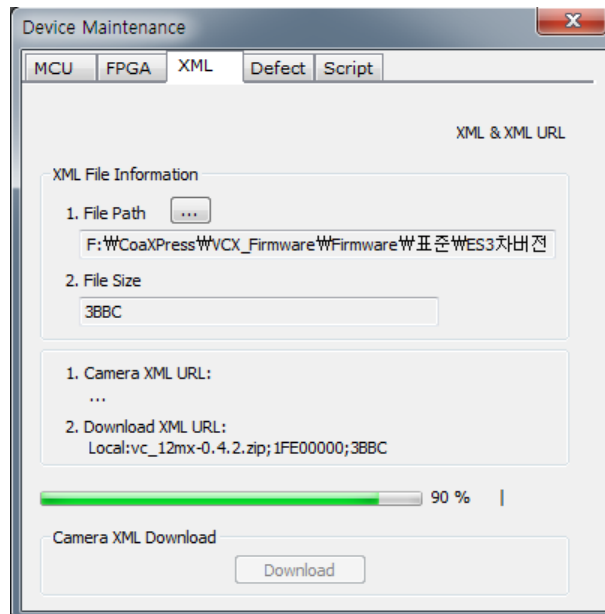 Device Maintenance
MCU FPGA XML Defect Script
XML & XML URL
XML File Information
1. File Path ...
F:₩CoaXPress₩VCX_Firmware₩Firmware₩표준₩ES3차버전
2. File Size
3BBC
1. Camera XML URL:
...
2. Download XML URL:
Local:vc_12mx-0.4.2.zip;1FE00000;3BBC
90 % |
Camera XML Download
Download